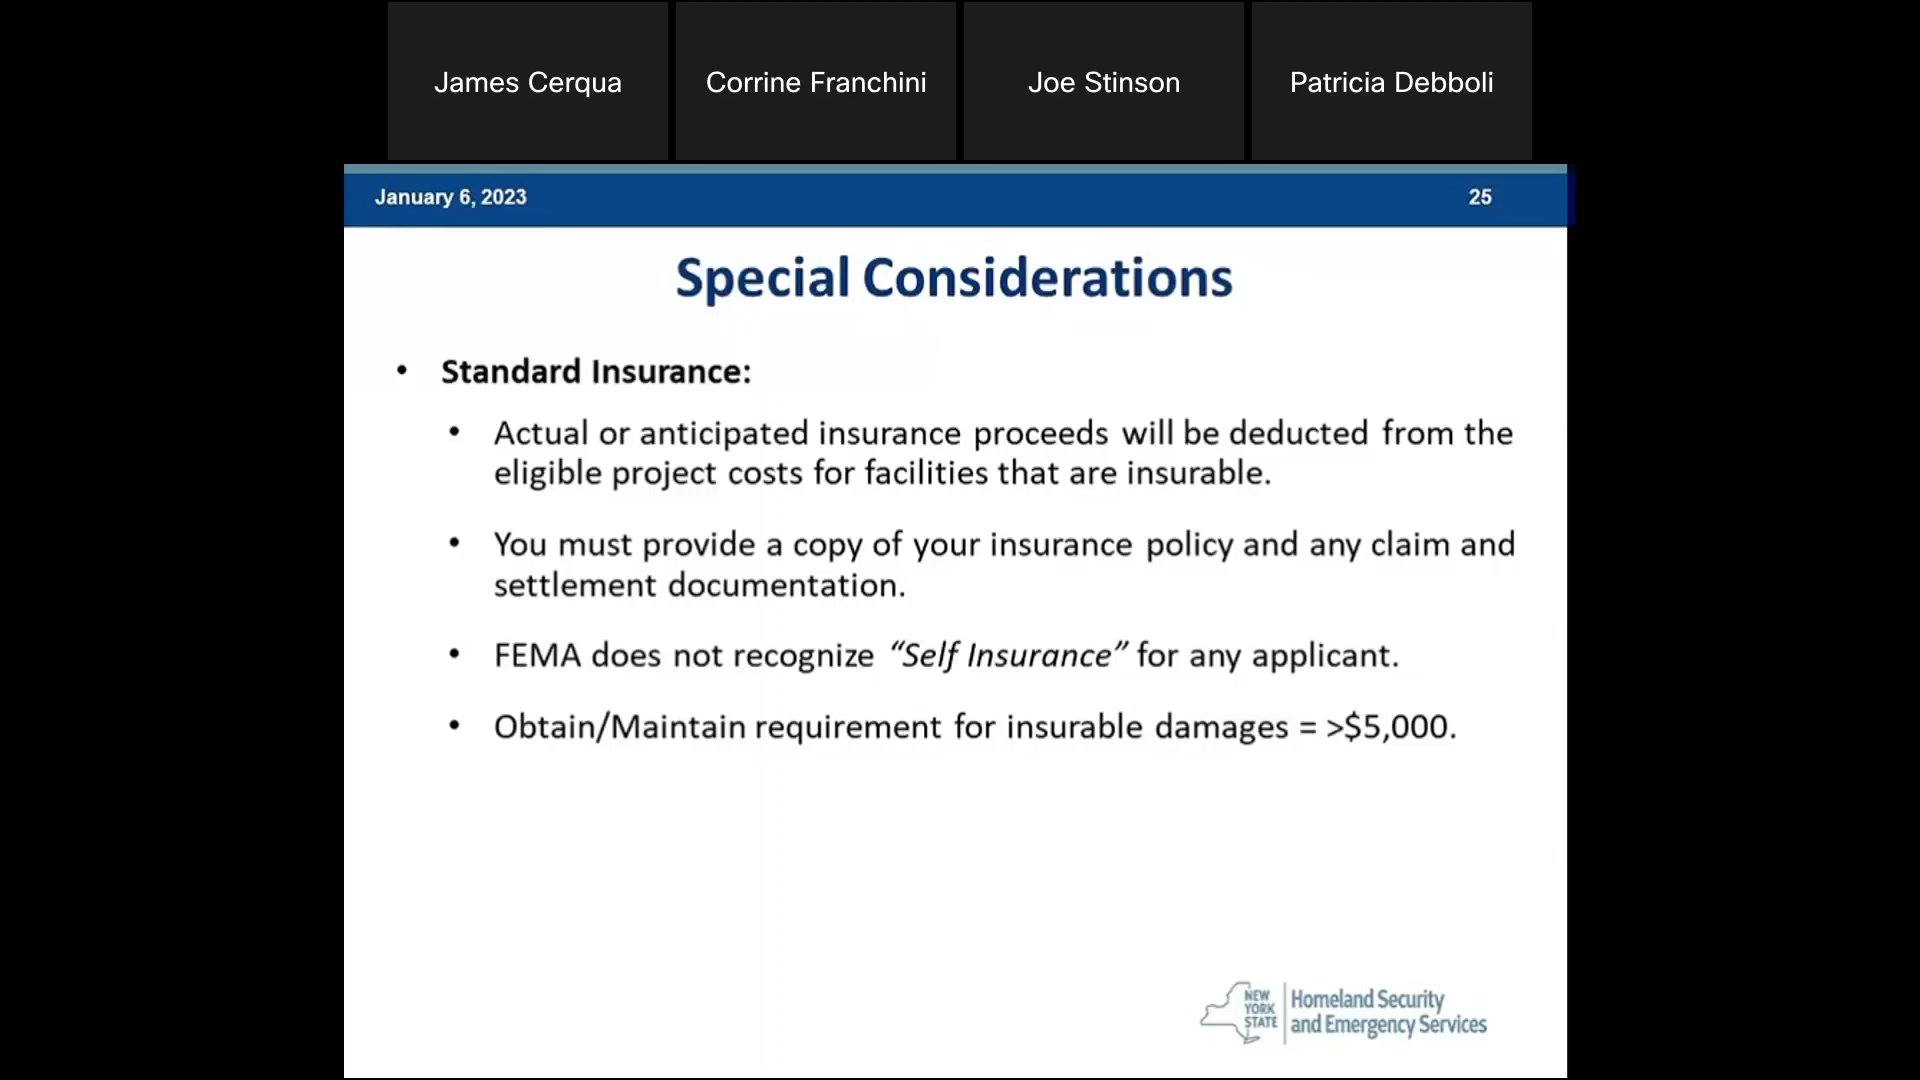 James Cerqua
Corrine Franchini
Joe Stinson
Patricia Debboli
January 6, 2023
25
Special Considerations
• Standard Insurance:
• Actual or anticipated insurance proceeds will be deducted from the
eligible project costs for facilities that are insurable.
• You must provide a copy of your insurance policy and any claim and
settlement documentation.
• FEMA does not recognize “Self Insurance” for any applicant.
• Obtain/Maintain requirement for insurable damages = >$5,000.
NEW
YORK
STATE
Homeland Security
and Emergency Services